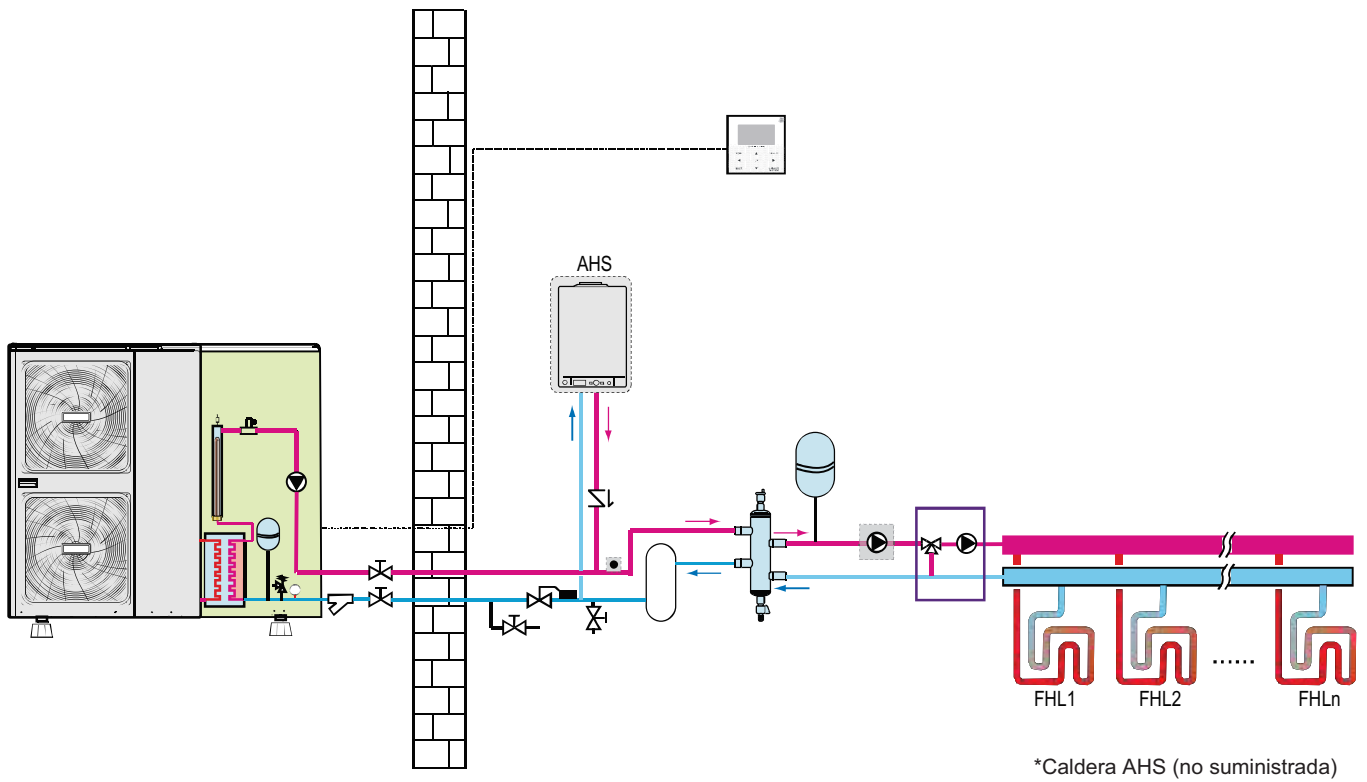 AHS
FHL1
FHL2
......
FHLn
*Caldera AHS (no suministrada)